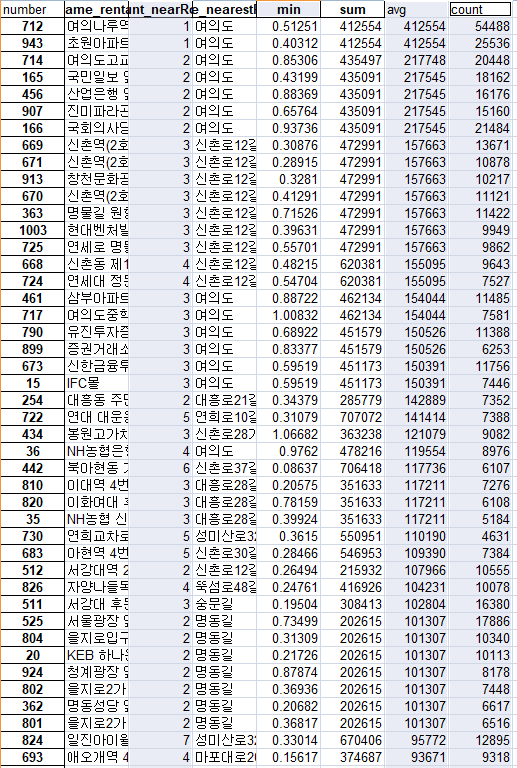 number ame_renta nt_nearRe e_nearestR min sum avg count
712 여의나루역 1 여의도 0.51251 412554 412554 54488
943 초원아파트 1 여의도 0.40312 412554 412554 25536
714 여의도고교 2 여의도 0.85306 435497 217748 20448
165 국민일보 앞 2 여의도 0.43199 435091 217545 18162
456 산업은행 앞 2 여의도 0.88369 435091 217545 16176
907 진미파라곤 2 여의도 0.65764 435091 217545 15160
166 국회의사당 2 여의도 0.93736 435091 217545 21484
669 신촌역(2호 3 신촌로12길 0.30876 472991 157663 13671
671 신촌역(2호 3 신촌로12길 0.28915 472991 157663 10878
913 창천문화공 3 신촌로12길 0.3281 472991 157663 10217
670 신촌역(2호 3 신촌로12길 0.41291 472991 157663 11121
363 명물길 원형 3 신촌로12길 0.71526 472991 157663 11422
1003 현대벤처빌 3 신촌로12길 0.39631 472991 157663 9949
725 연세로 명물 3 신촌로12길 0.55701 472991 157663 9862
668 신촌동 제1 4 신촌로12길 0.48215 620381 155095 9643
724 연세대 정문 4 신촌로12길 0.54704 620381 155095 7527
461 삼부아파트 3 여의도 0.88722 462134 154044 11485
717 여의도중학 3 여의도 1.00832 462134 154044 7581
790 유진투자증 3 여의도 0.68922 451579 150526 11388
899 증권거래소 3 여의도 0.83377 451579 150526 6253
673 신한금융투 3 여의도 0.59519 451173 150391 11756
15 IFC몰 3 여의도 0.59519 451173 150391 7446
254 대흥동 주민 2 대흥로21길 0.34379 285779 142889 7352
722 연대 대운동 5 연희로10길 0.31079 707072 141414 7388
434 봉원고가차 3 신촌로28가 1.06682 363238 121079 9082
36 NH농협은행 4 여의도 0.9762 478216 119554 8976
442 북아현동 가 6 신촌로37길 0.08637 706418 117736 6107
810 이대역 4번 3 대흥로28길 0.20575 351633 117211 7276
820 이화여대 후 3 대흥로28길 0.78159 351633 117211 6108
35 NH농협 신 3 대흥로28길 0.39924 351633 117211 5184
730 연희교차로 5 성미산로32 0.3615 550951 110190 4631
683 아현역 4번 5 신촌로30길 0.28466 546953 109390 7384
512 서강대역 2 2 신촌로12길 0.26494 215932 107966 10555
826 자양나들목 4 뚝섬로48길 0.24761 416926 104231 10078
511 서강대 후문 3 숭문길 0.19504 308413 102804 16380
525 서울광장 옆 2 명동길 0.73499 202615 101307 17886
804 을지로입구 2 명동길 0.31309 202615 101307 10340
20 KEB 하나은 2 명동길 0.21726 202615 101307 10113
924 청계광장 옆 2 명동길 0.87874 202615 101307 8178
802 을지로2가 2 명동길 0.36936 202615 101307 7448
362 명동성당 앞 2 명동길 0.20682 202615 101307 6617
801 을지로2가 2 명동길 0.36817 202615 101307 6516
824 일진아이윌 7 성미산로32 0.33014 670406 95772 12895
693 애오개역 4 4 마포대로20 0.15617 374687 93671 9318